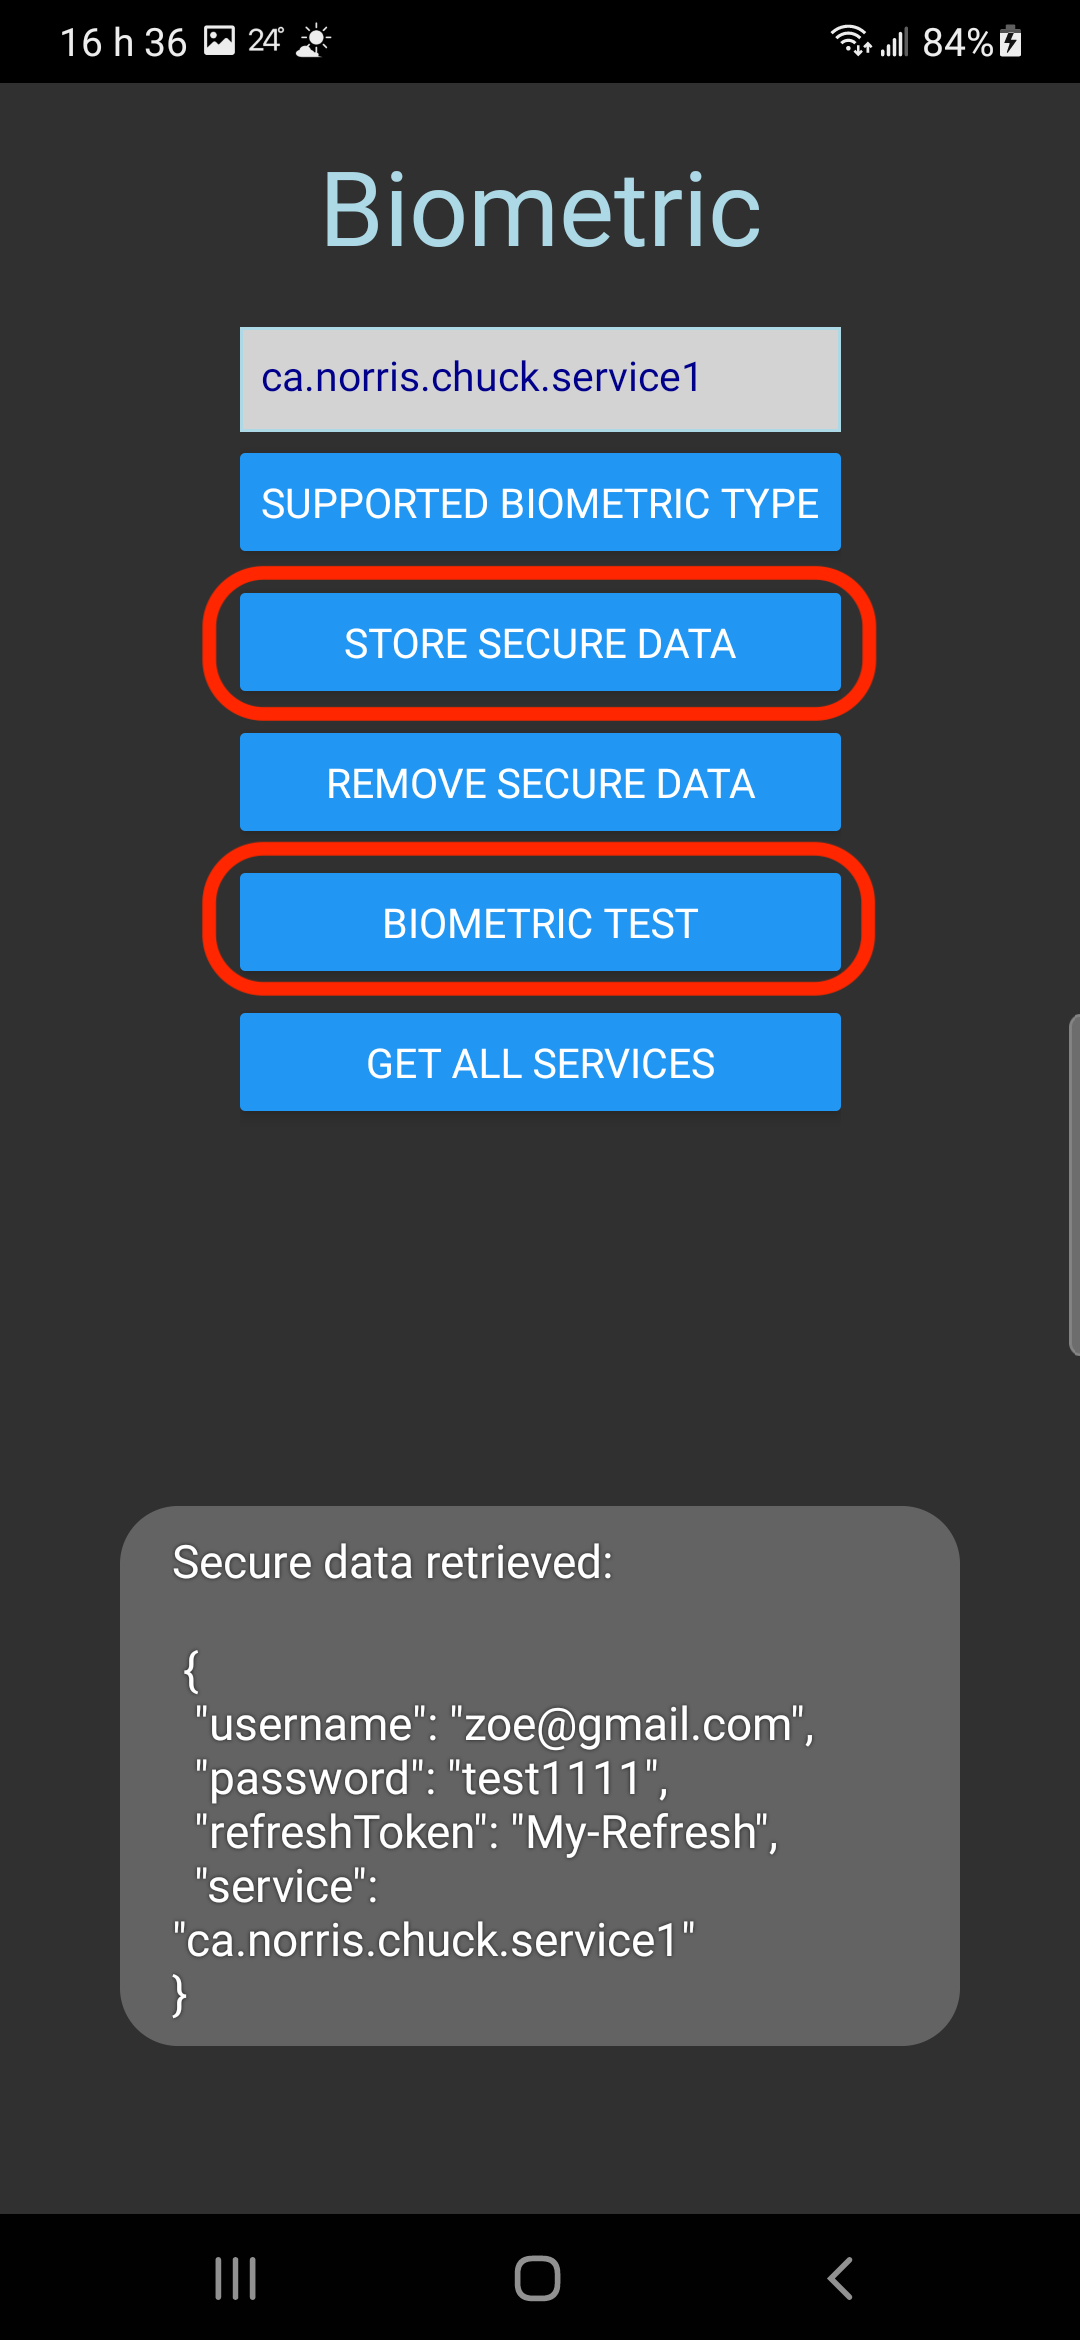 16 h 36 24° 84%
Biometric
ca.norris.chuck.service1
SUPPORTED BIOMETRIC TYPE
STORE SECURE DATA
REMOVE SECURE DATA
BIOMETRIC TEST
GET ALL SERVICES
Secure data retrieved:
{
"username": "zoe@gmail.com",
"password": "test1111",
"refreshToken": "My-Refresh",
"service":
"ca.norris.chuck.service1"
}